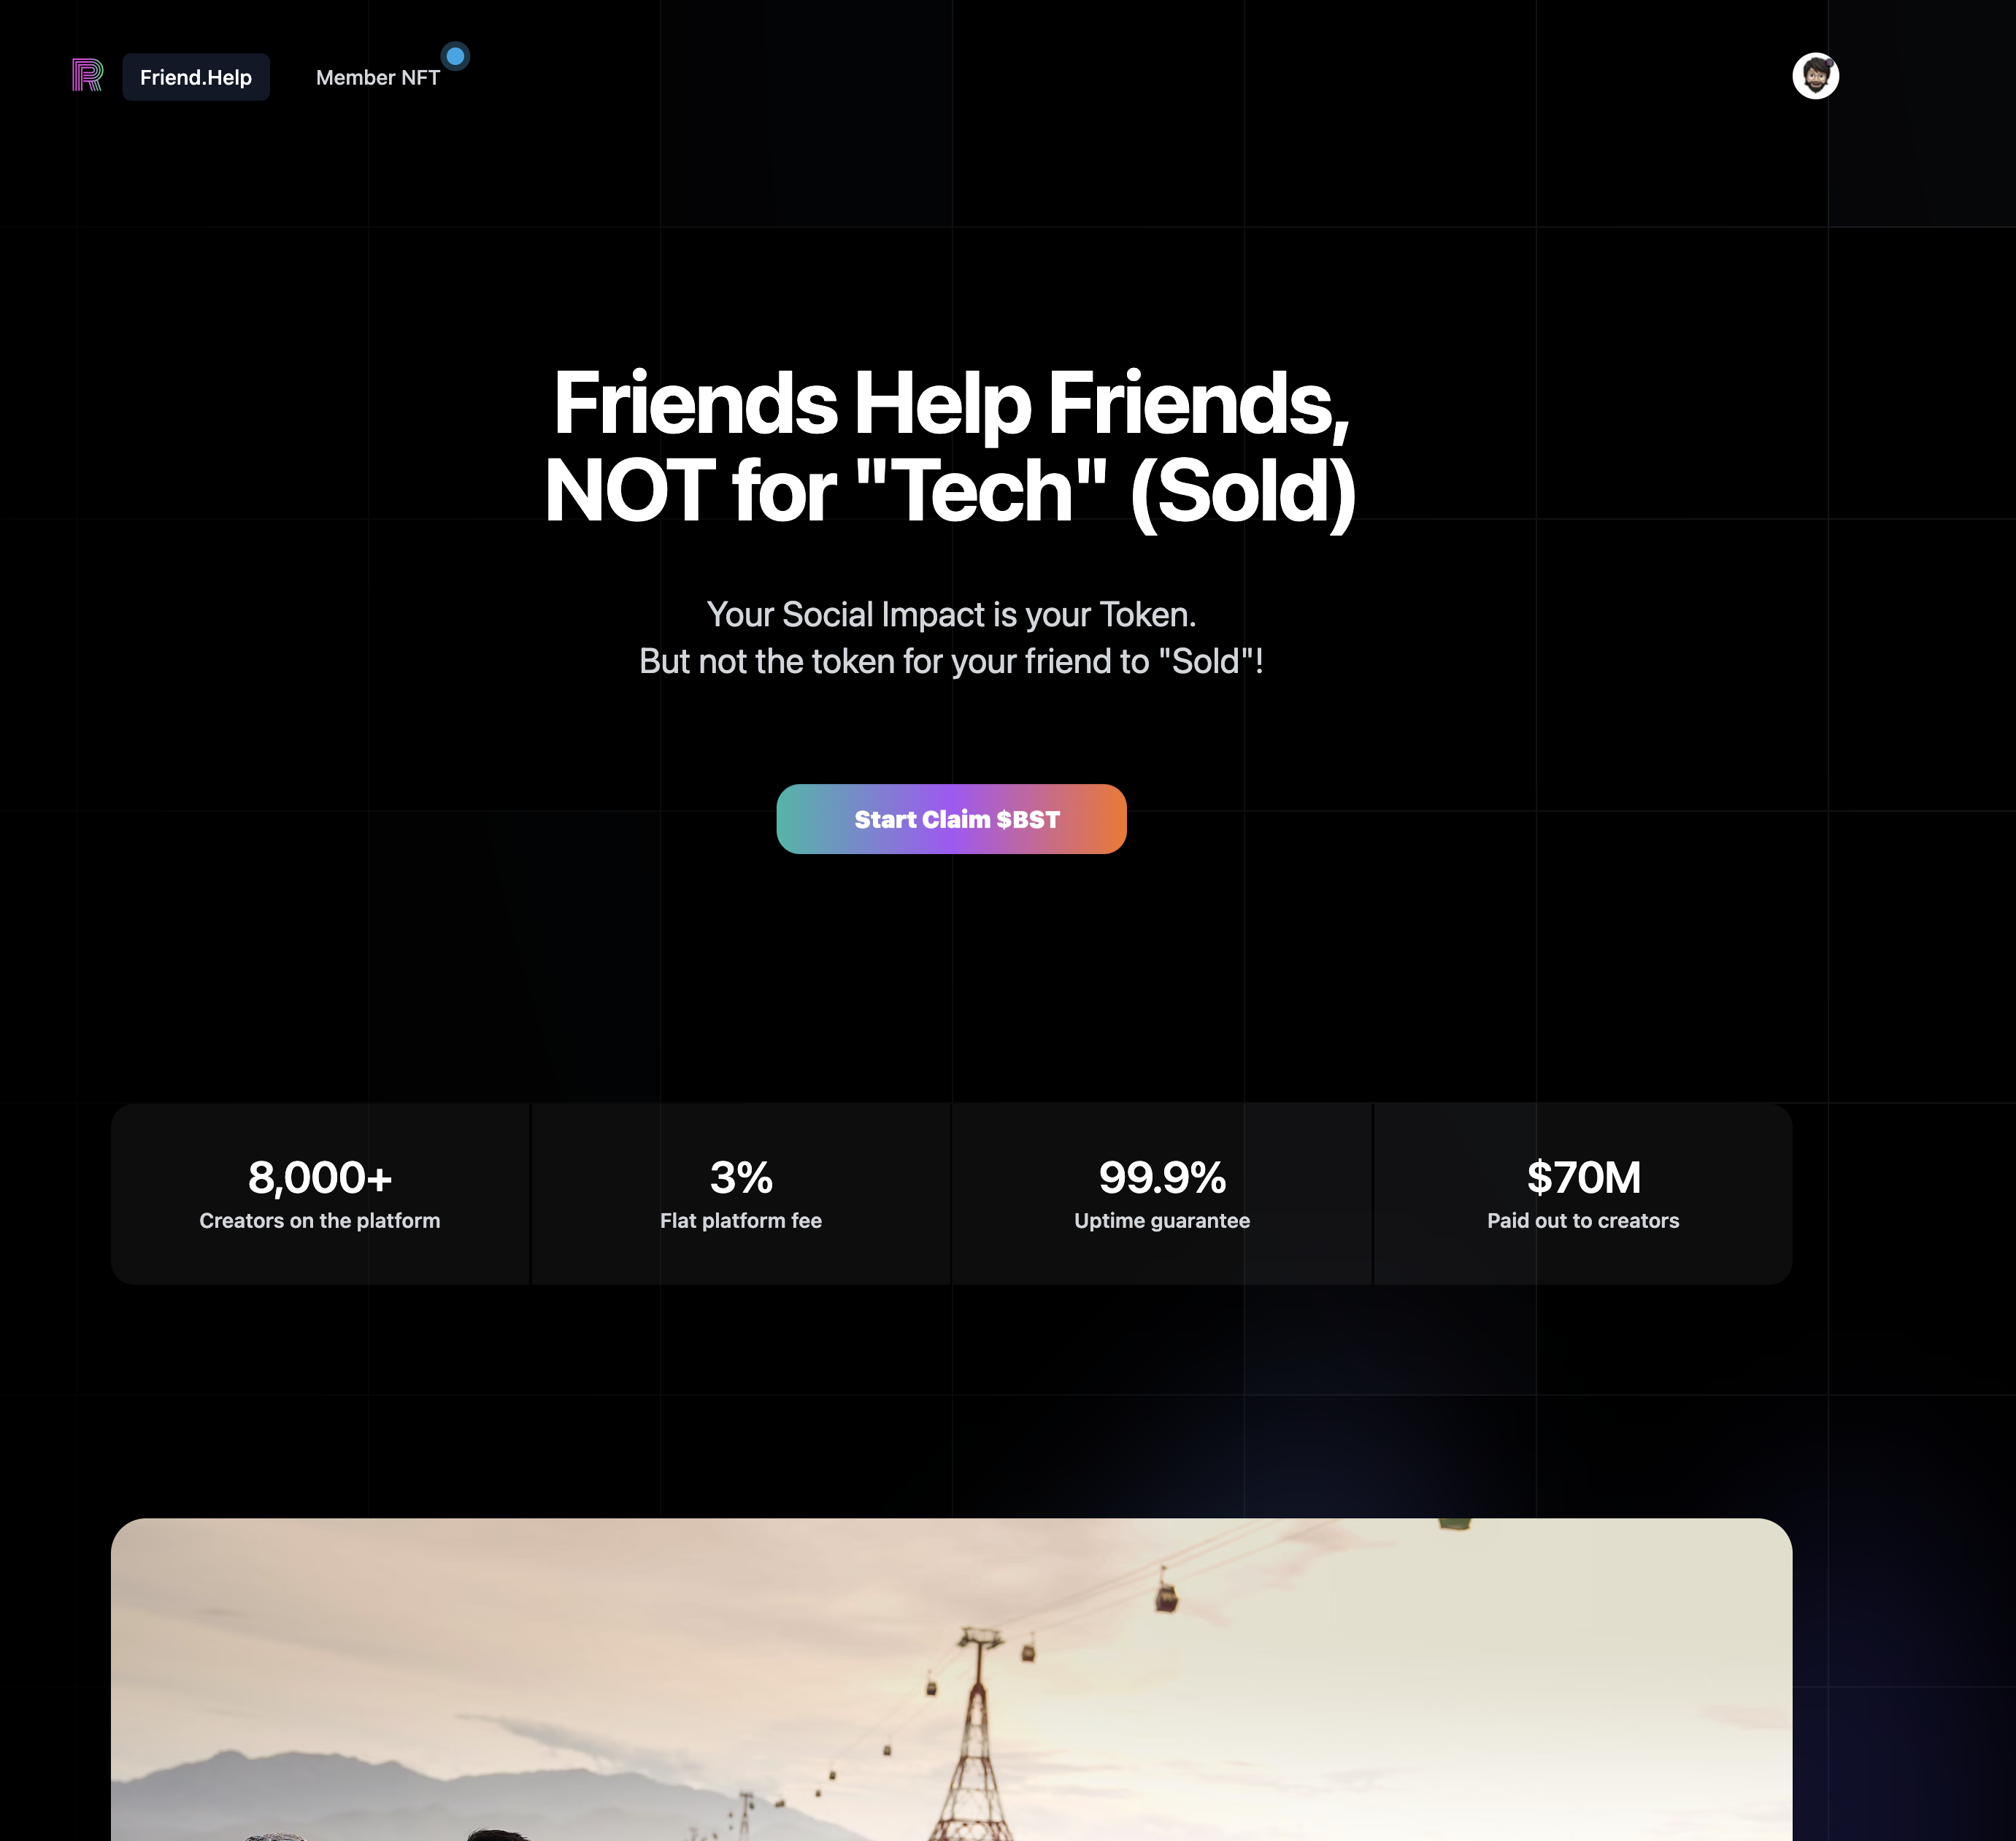 R
Friend.Help
Member NFT
Friends Help Friends,
NOT for "Tech" (Sold)
Your Social Impact is your Token.
But not the token for your friend to "Sold"!
Start Claim $BST
8,000+
Creators on the platform
3%
Flat platform fee
99.9%
Uptime guarantee
$70M
Paid out to creators